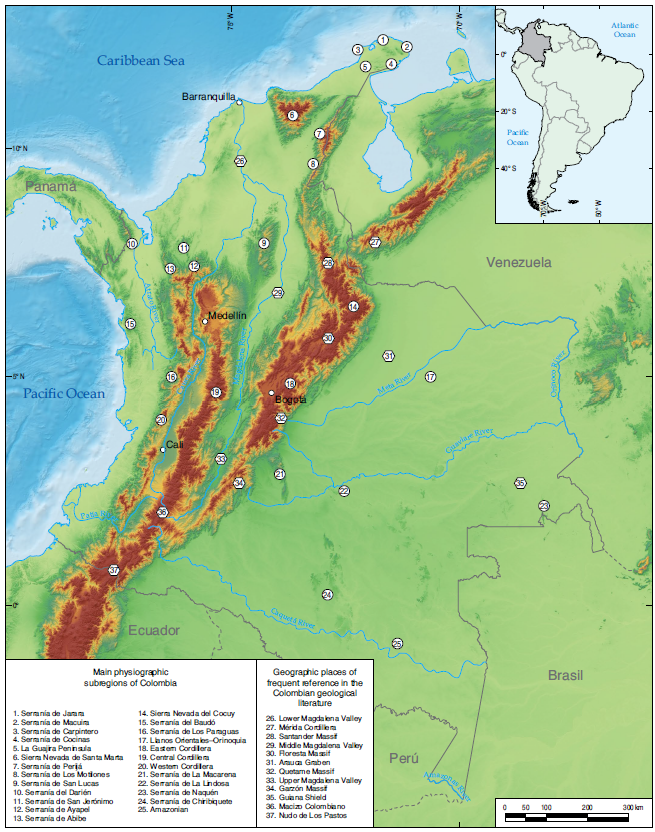 75° W
70° W
Caribbean Sea
Atlantic
Ocean
0°
20° S
Pacific
Ocean
40° S
70° W
50° W
1
2
3
4
5
Barranquilla
6
7
10° N
26
8
Panamá
10
11
9
27
13
12
28
Venezuela
29
14
Atrato River
Medellín
15
30
Magdalena River
31
5° N
16
18
17
Meta River
Orinoco River
19
Bogotá
Pacific Ocean
20
32
Guaviare River
Cali
33
21
34
22
35
23
Patía River
36
37
24
0°
Caquetá River
Ecuador
25
Brasil
Perú
Amazonas River
Main physiographic
subregions of Colombia
1. Serranía de Jarara
2. Serranía de Macuira
3. Serranía de Carpintero
4. Serranía de Cocinas
5. La Guajira Peninsula
6. Sierra Nevada de Santa Marta
7. Serranía de Perijá
8. Serranía de Los Motilones
9. Serranía de San Lucas
10. Serranía del Darién
11. Serranía de San Jerónimo
12. Serranía de Ayapel
13. Serranía de Abibe
14. Sierra Nevada del Cocuy
15. Serranía del Baudó
16. Serranía de Los Paraguas
17. Llanos Orientales–Orinoquia
18. Eastern Cordillera
19. Central Cordillera
20. Western Cordillera
21. Serranía de La Macarena
22. Serranía de La Lindosa
23. Serranía de Naquén
24. Serranía de Chiribiquete
25. Amazonian
Geographic places of
frequent reference in the
Colombian geological
literature
26. Lower Magdalena Valley
27. Mérida Cordillera
28. Santander Massif
29. Middle Magdalena Valley
30. Floresta Massif
31. Arauca Graben
32. Quetame Massif
33. Upper Magdalena Valley
34. Garzón Massif
35. Guiana Shield
36. Macizo Colombiano
37. Nudo de Los Pastos
0 50 100 200 300 km